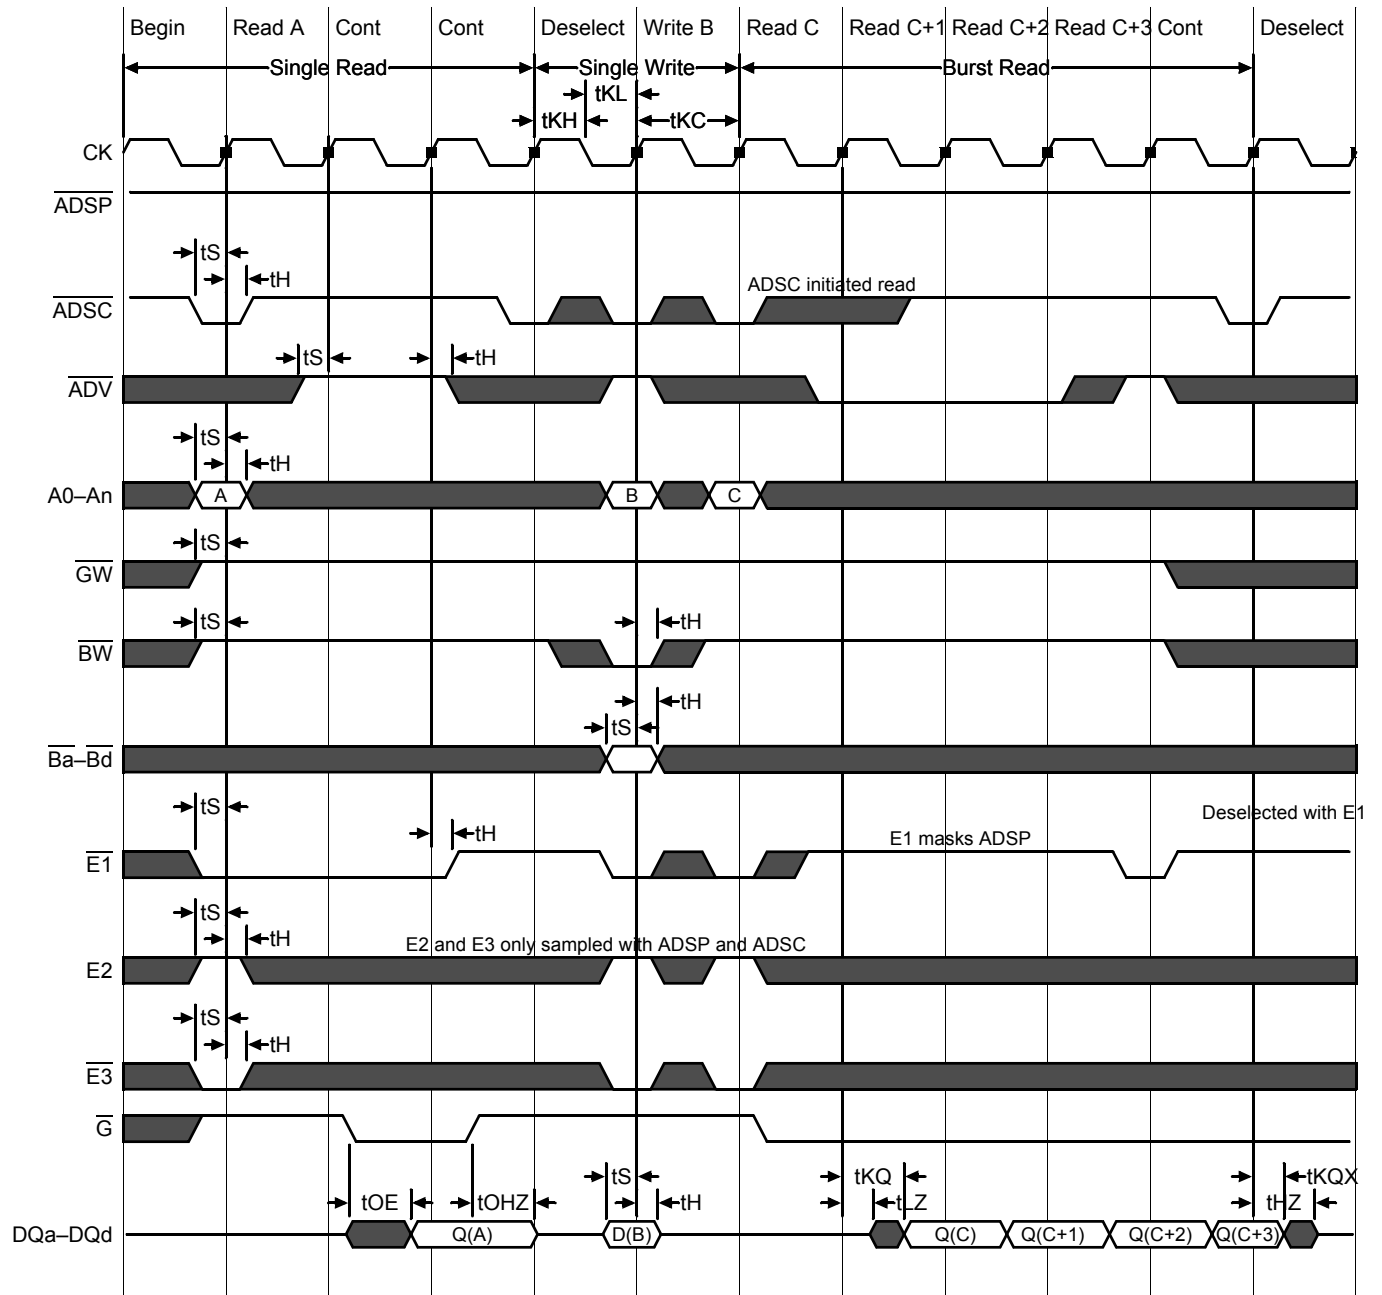 Begin Read A Cont Cont Deselect Write B Read C Read C+1 Read C+2 Read C+3 Cont Deselect
Single Read Single Write Burst Read
tKL
tKH tKC
CK
ADSP
tS
tH
ADSC initiated read
ADSC
tS tH
ADV
tS
tH
A0–An A B C
tS
GW
tS tH
BW
tH
tS
Ba–Bd
tS Deselected with E1
tH E1 masks ADSP
E1
tS
tH E2 and E3 only sampled with ADSP and ADSC
E2
tS
tH
E3
G
tS tKQ tKQX
tOE tOHZ tH tLZ tHZ
DQa–DQd Q(A) D(B) Q(C) Q(C+1) Q(C+2) Q(C+3)